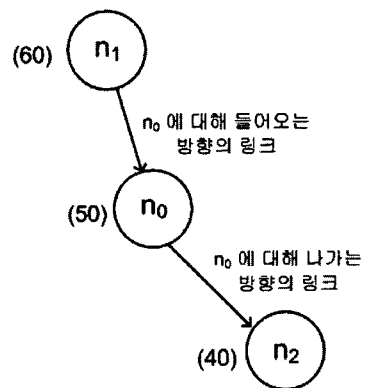 (60) n₁
n₀ 에 대해 들어오는
방향의 링크
(50) n₀
n₀ 에 대해 나가는
방향의 링크
(40) n₂